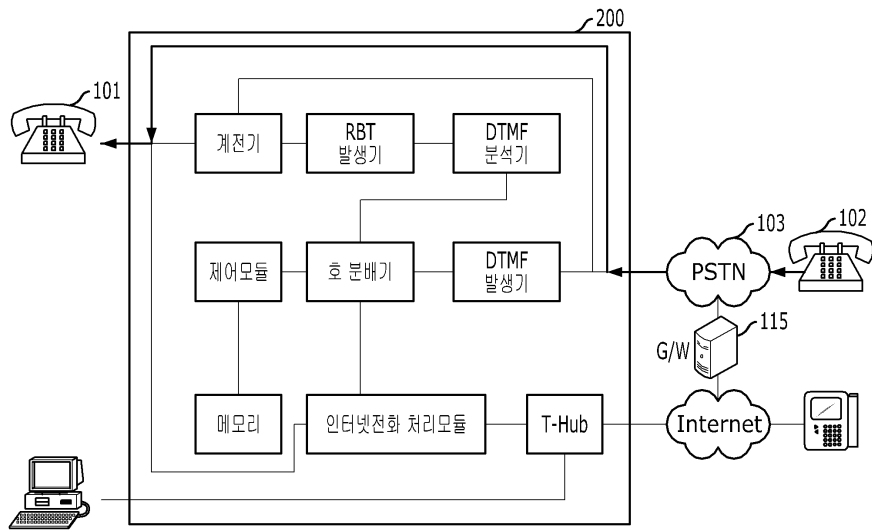 200
101
계전기
RBT
발생기
DTMF
분석기
103
102
제어모듈
호 분배기
DTMF
발생기
PSTN
115
G/W
메모리
인터넷전화 처리모듈
T-Hub
Internet